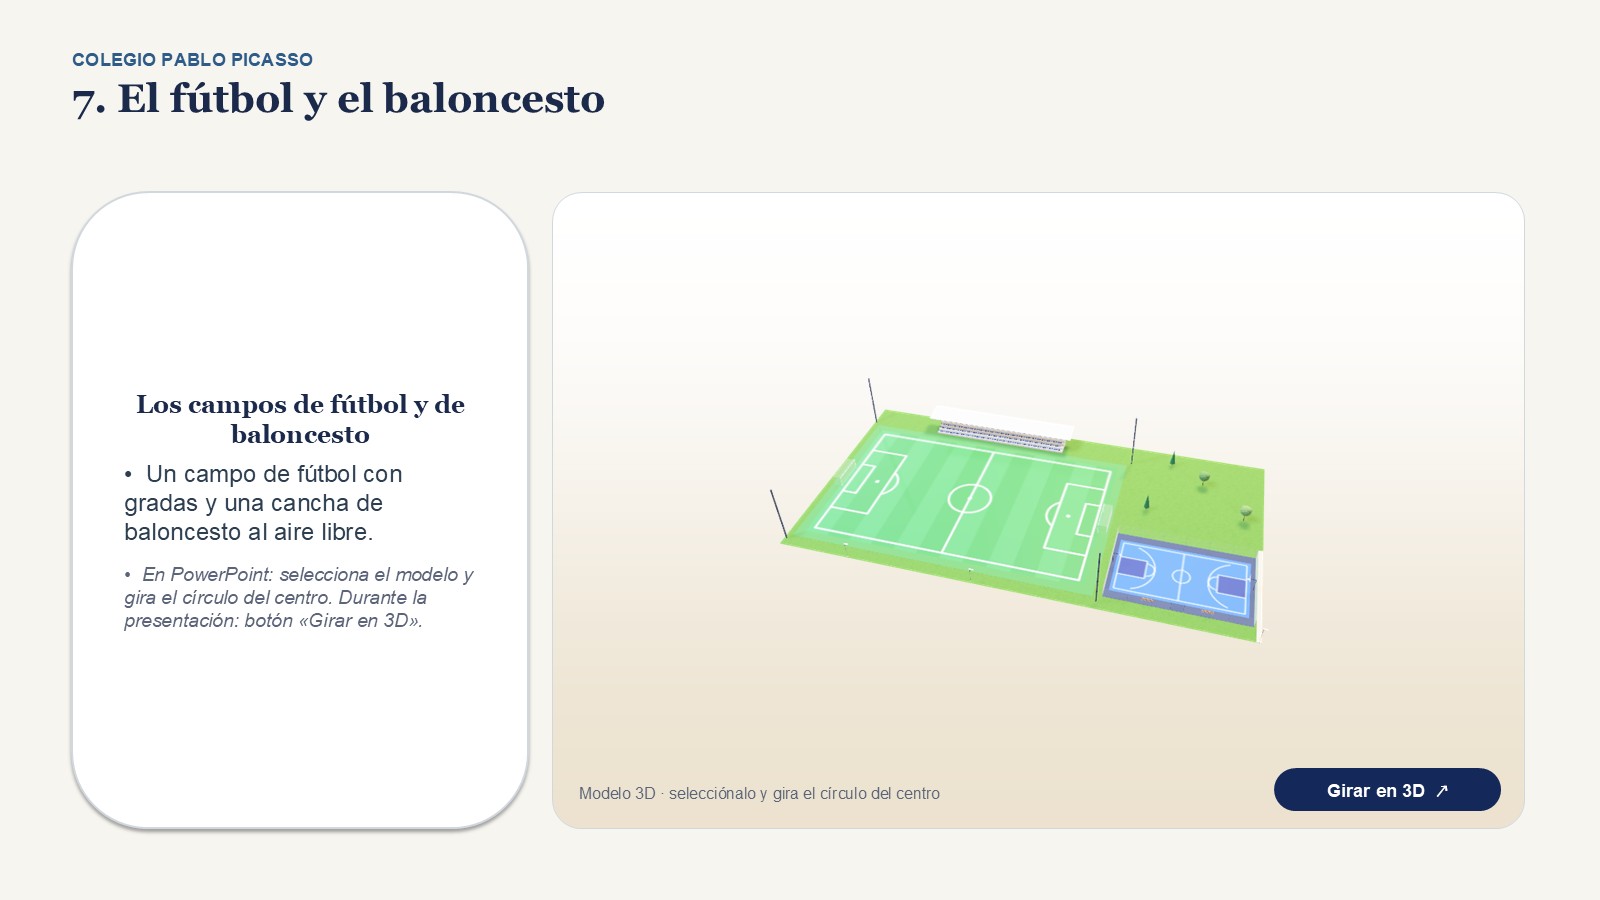 COLEGIO PABLO PICASSO
7. El fútbol y el baloncesto
Los campos de fútbol y de
baloncesto
• Un campo de fútbol con
gradas y una cancha de
baloncesto al aire libre.
• En PowerPoint: selecciona el modelo y
gira el círculo del centro. Durante la
presentación: botón «Girar en 3D».
Modelo 3D · selecciónalo y gira el círculo del centro
Girar en 3D ↗